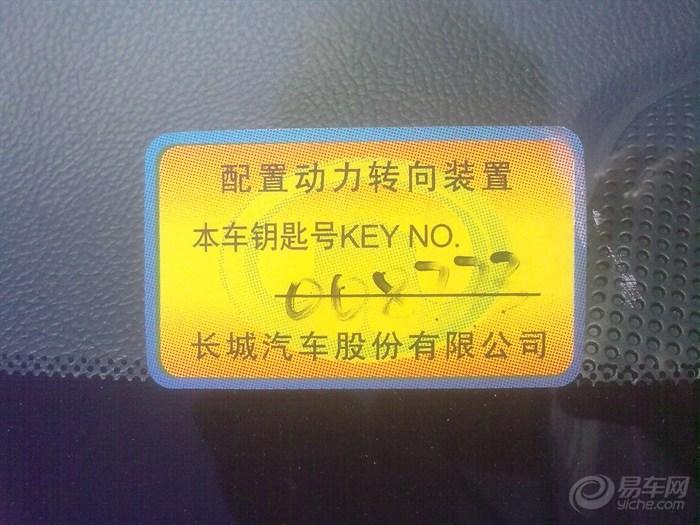 配置动力转向装置
本车钥匙号KEY NO.
008773
长城汽车股份有限公司
易车网
yiche.com